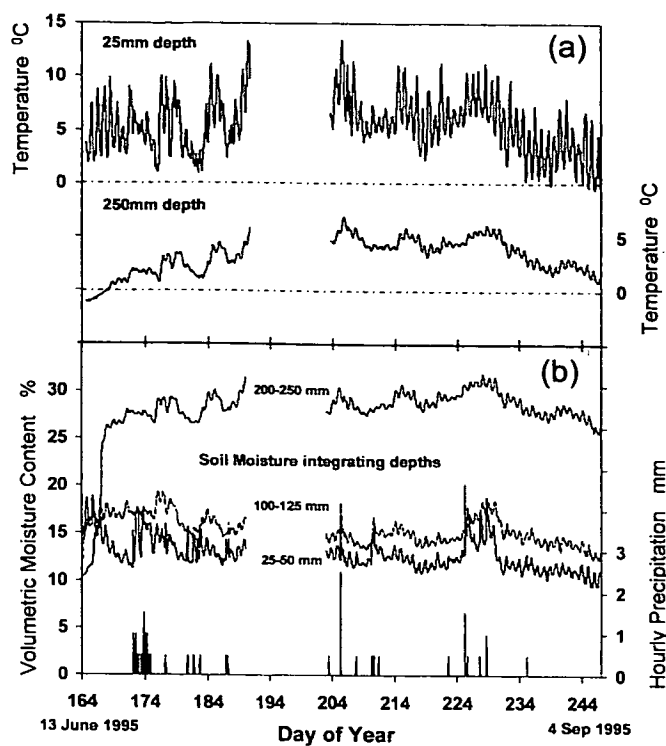 15
25mm depth
(a)
10
5
0
Temperature ⁰C
250mm depth
5
0
Temperature ⁰C
(b)
30
200-250 mm
25
Soil Moisture integrating depths
20
100-125 mm
15
25-50 mm
10
5
0
Volumetric Moisture Content %
3
2
1
0
Hourly Precipitation mm
164 174 184 194 204 214 224 234 244
13 June 1995
Day of Year
4 Sep 1995